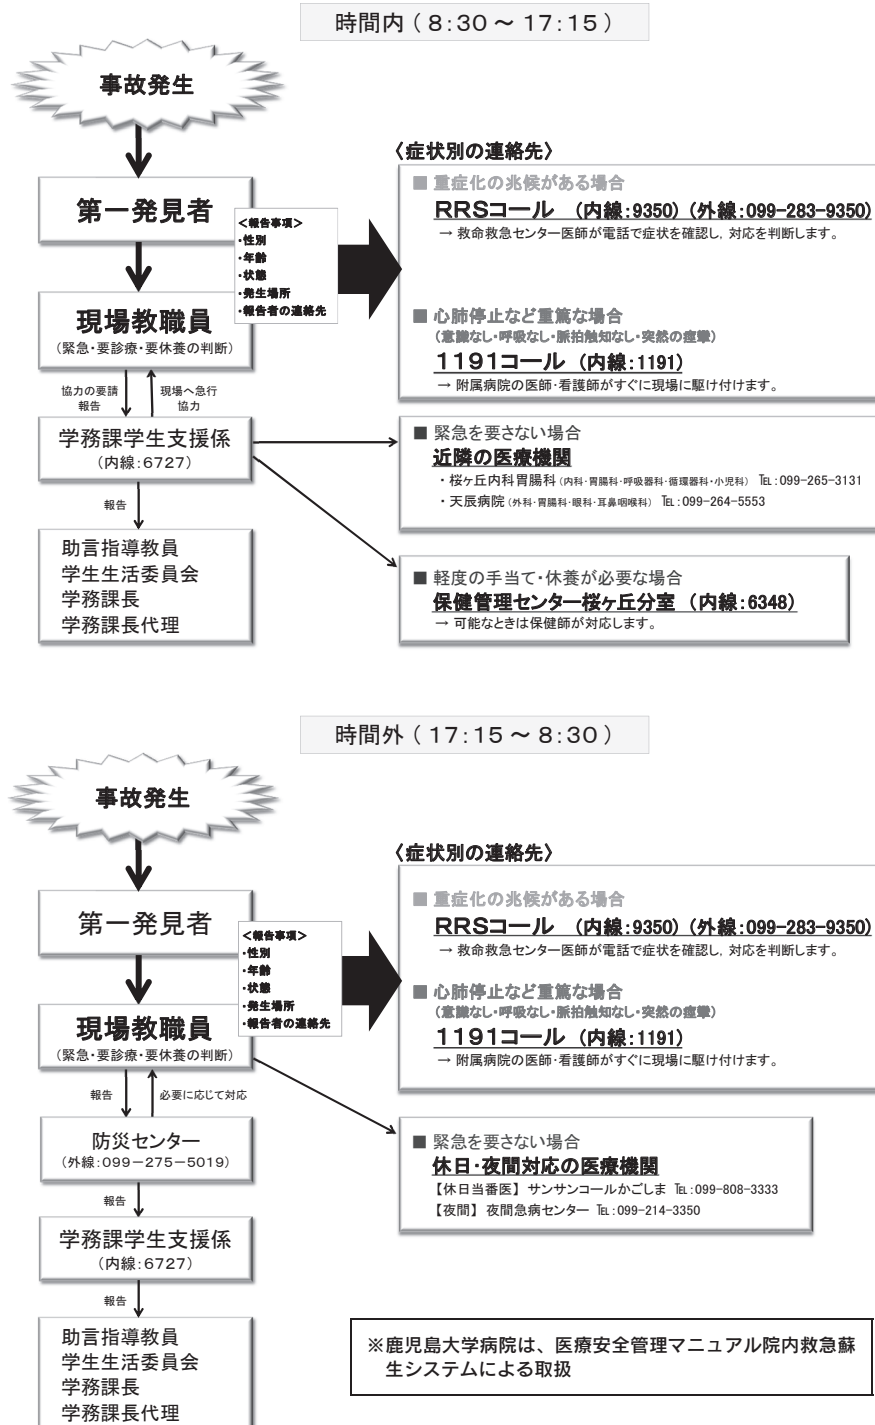 時間内(8:30~17:15)
事故発生
第一発見者
<報告事項>
・性別
・年齢
・状態
・発生場所
・報告者の連絡先
現場教職員
(緊急・要診療・要休養の判断)
協力の要請
報告
現場へ急行
協力
学務課学生支援係
(内線:6727)
報告
助言指導教員
学生生活委員会
学務課長
学務課長代理
〈症状別の連絡先〉
■ 重症化の兆候がある場合
RRSコール (内線:9350) (外線:099-283-9350)
→ 救命救急センター医師が電話で症状を確認し,対応を判断します。
■ 心肺停止など重篤な場合
(意識なし・呼吸なし・脈拍触知なし・突然の痙攣)
1191コール (内線:1191)
→ 附属病院の医師・看護師がすぐに現場に駆け付けます。
■ 緊急を要さない場合
近隣の医療機関
・桜ヶ丘内科胃腸科(内科・胃腸科・呼吸器科・循環器科・小児科) ℡:099-265-3131
・天辰病院(外科・胃腸科・眼科・耳鼻咽喉科) ℡:099-264-5553
■ 軽度の手当て・休養が必要な場合
保健管理センター桜ヶ丘分室 (内線:6348)
→ 可能なときは保健師が対応します。
時間外(17:15~8:30)
事故発生
第一発見者
<報告事項>
・性別
・年齢
・状態
・発生場所
・報告者の連絡先
現場教職員
(緊急・要診療・要休養の判断)
報告
必要に応じて対応
防災センター
(外線:099-275-5019)
報告
学務課学生支援係
(内線:6727)
報告
助言指導教員
学生生活委員会
学務課長
学務課長代理
〈症状別の連絡先〉
■ 重症化の兆候がある場合
RRSコール (内線:9350) (外線:099-283-9350)
→ 救命救急センター医師が電話で症状を確認し,対応を判断します。
■ 心肺停止など重篤な場合
(意識なし・呼吸なし・脈拍触知なし・突然の痙攣)
1191コール (内線:1191)
→ 附属病院の医師・看護師がすぐに現場に駆け付けます。
■ 緊急を要さない場合
休日・夜間対応の医療機関
【休日当番医】 サンサンコールかごしま ℡:099-808-3333
【夜間】 夜間急病センター ℡:099-214-3350
※鹿児島大学病院は、医療安全管理マニュアル院内救急蘇
生システムによる取扱